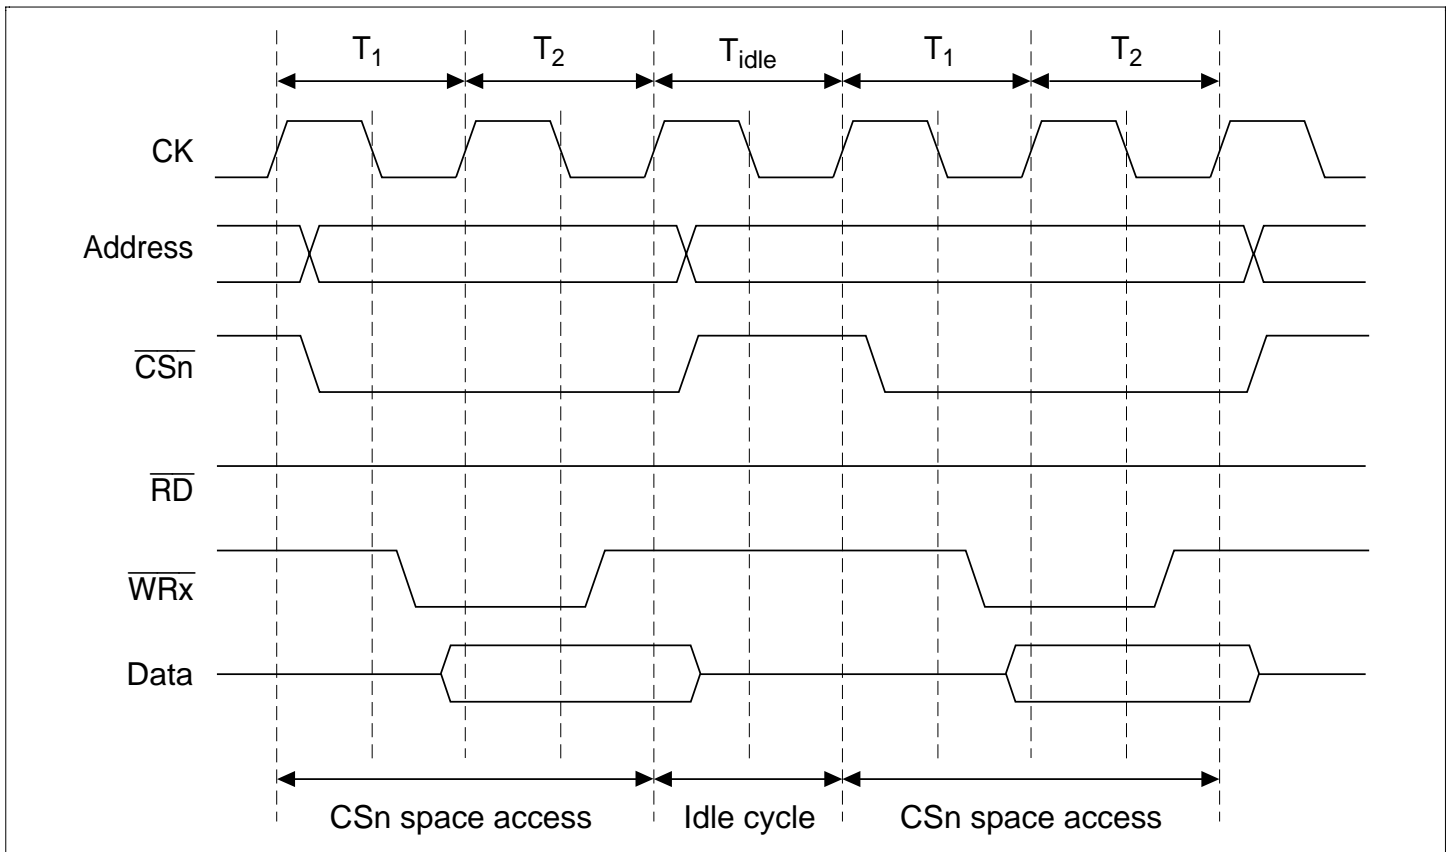 T1 T2 Tidle T1 T2
CK
Address
CSn
RD
WRx
Data
CSn space access Idle cycle CSn space access